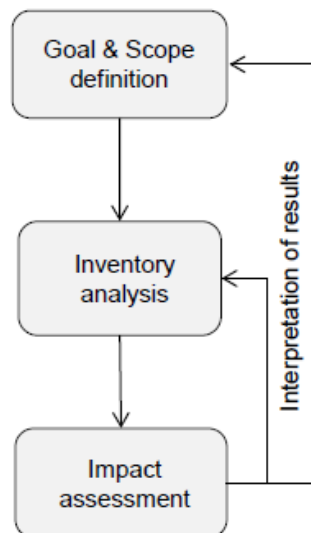 Goal & Scope
definition
Inventory
analysis
Interpretation of results
Impact
assessment